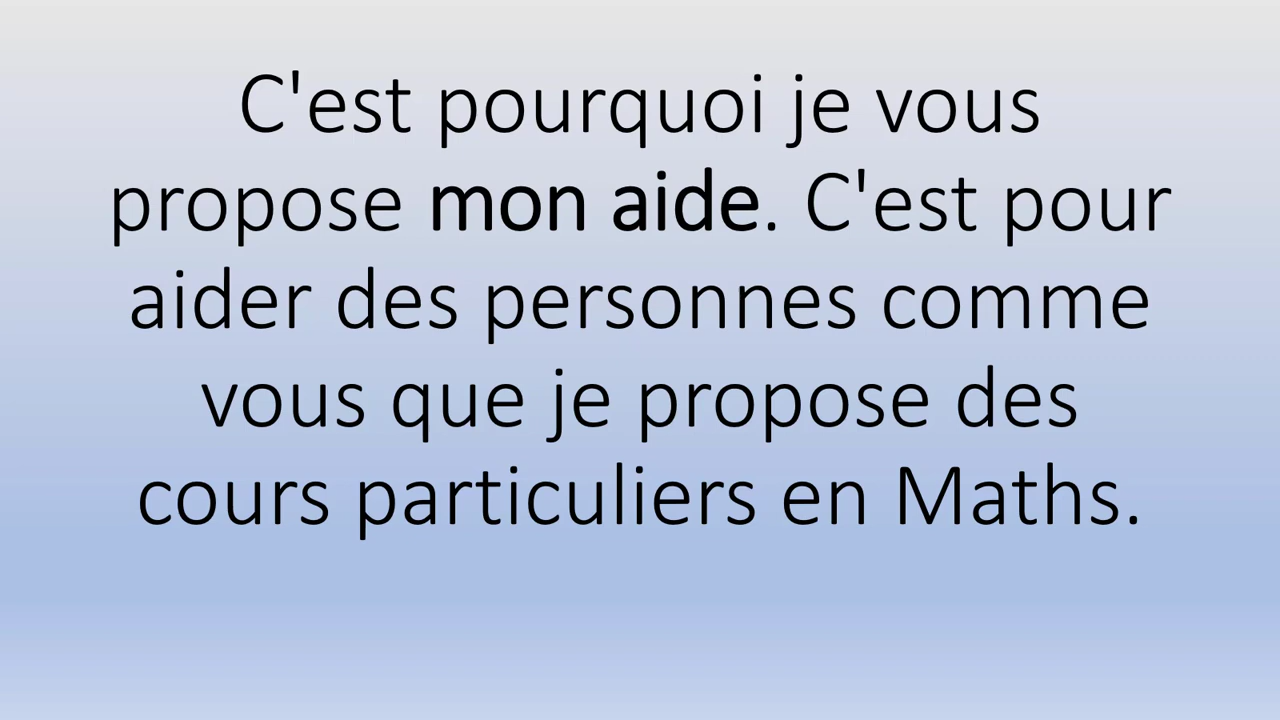 C'est pourquoi je vous
propose mon aide. C'est pour
aider des personnes comme
vous que je propose des
cours particuliers en Maths.